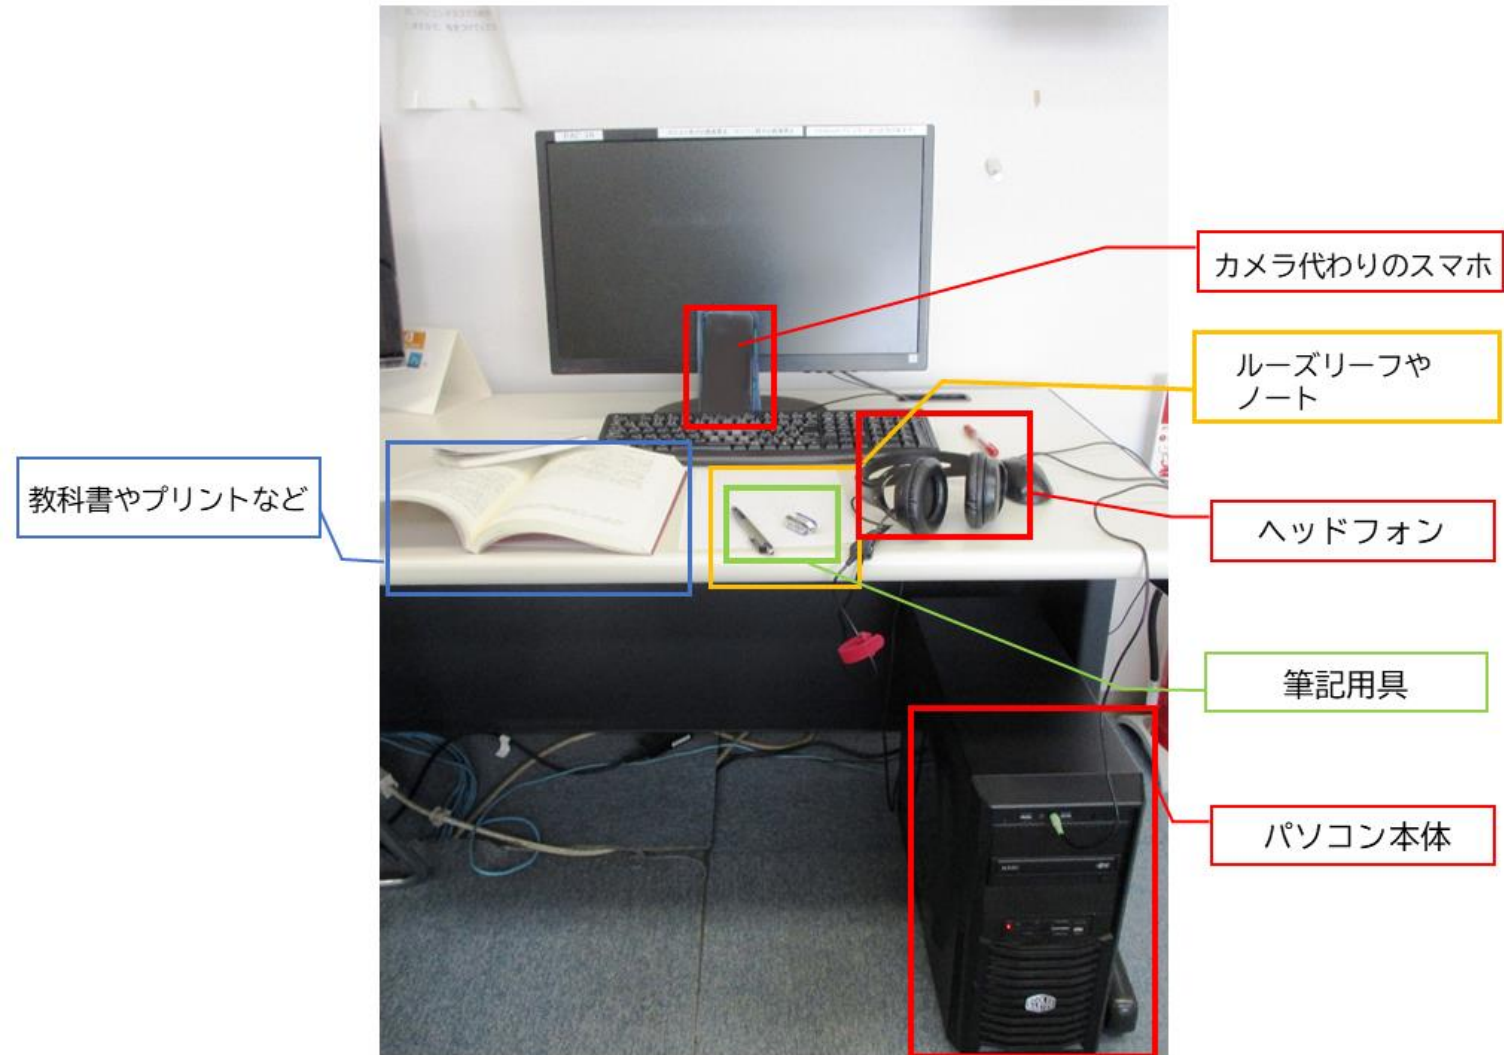 カメラ代わりのスマホ
ルーズリーフや
ノート
教科書やプリントなど
ヘッドフォン
筆記用具
パソコン本体